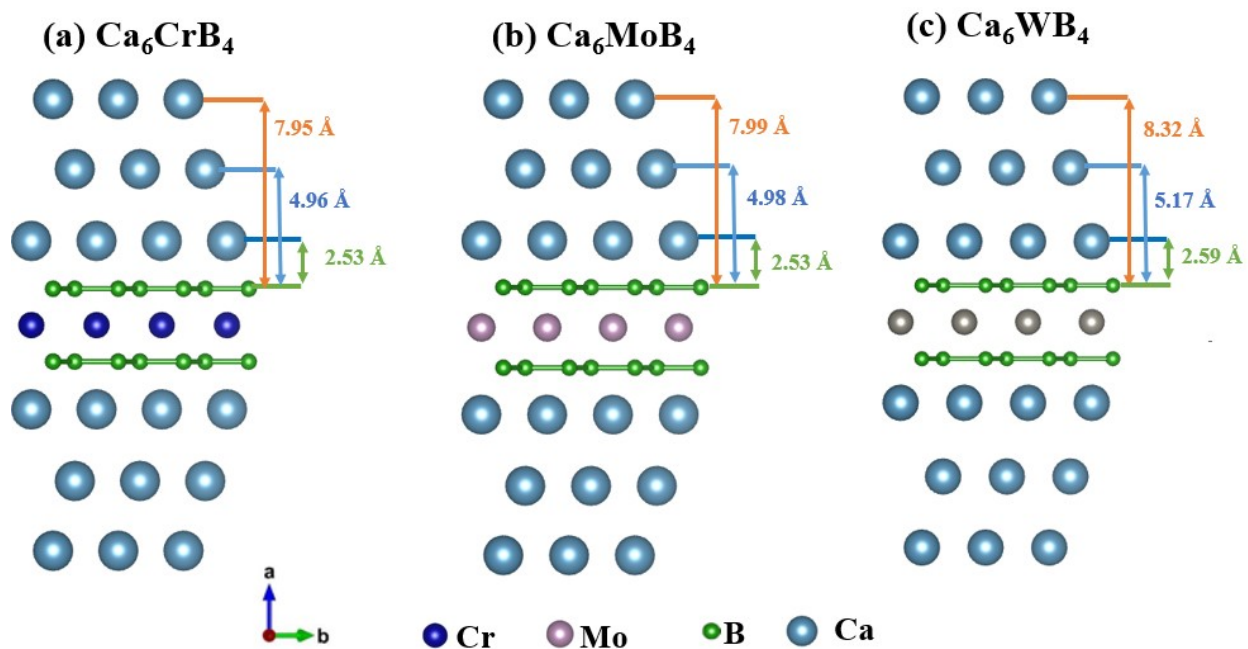 (a) Ca₆CrB₄
(b) Ca₆MoB₄
(c) Ca₆WB₄
7.95 Å
4.96 Å
2.53 Å
7.99 Å
4.98 Å
2.53 Å
8.32 Å
5.17 Å
2.59 Å
a
b
Cr
Mo
B
Ca